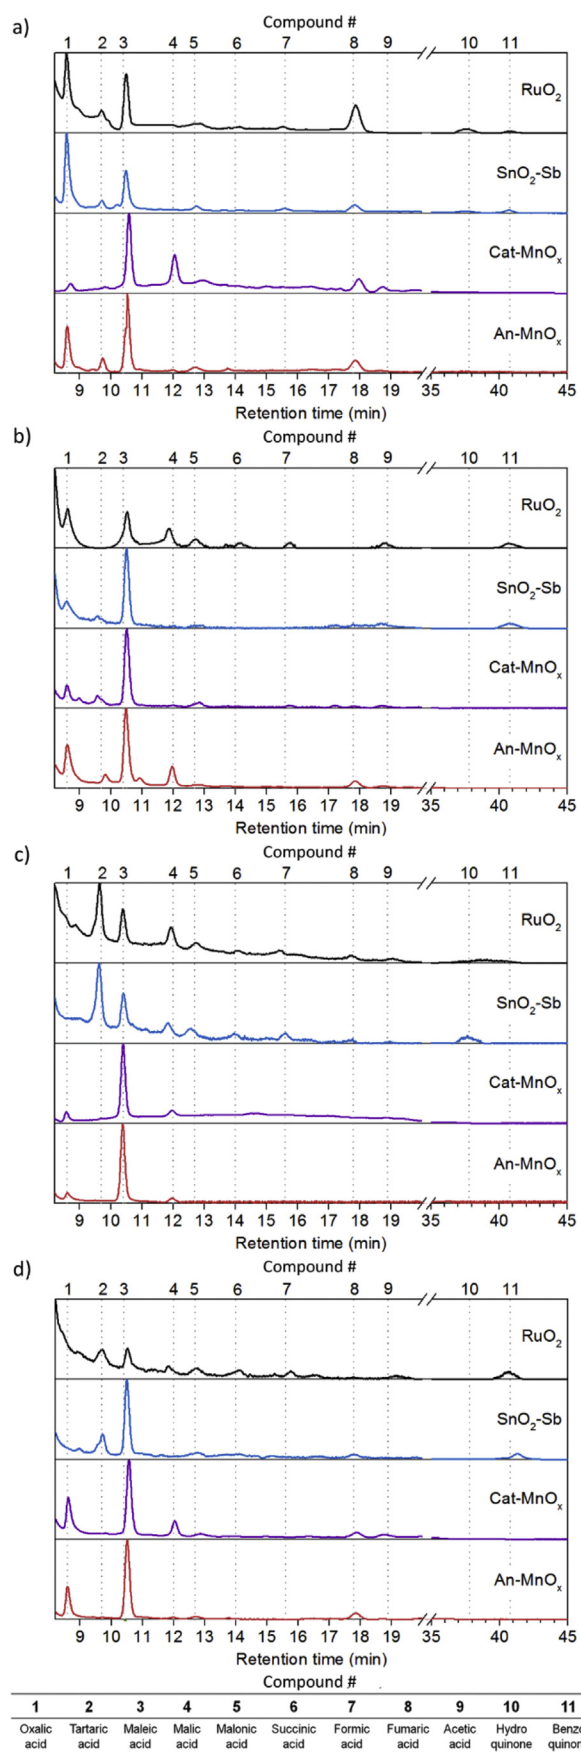 a)
Compound #
1 2 3 4 5 6 7 8 9 10 11
RuO₂
SnO₂-Sb
Cat-MnOₓ
An-MnOₓ
9 10 11 12 13 14 15 16 17 18 19 35 40 45
Retention time (min)
b)
Compound #
1 2 3 4 5 6 7 8 9 10 11
RuO₂
SnO₂-Sb
Cat-MnOₓ
An-MnOₓ
9 10 11 12 13 14 15 16 17 18 19 35 40 45
Retention time (min)
c)
Compound #
1 2 3 4 5 6 7 8 9 10 11
RuO₂
SnO₂-Sb
Cat-MnOₓ
An-MnOₓ
9 10 11 12 13 14 15 16 17 18 19 35 40 45
Retention time (min)
d)
Compound #
1 2 3 4 5 6 7 8 9 10 11
RuO₂
SnO₂-Sb
Cat-MnOₓ
An-MnOₓ
9 10 11 12 13 14 15 16 17 18 19 35 40 45
Retention time (min)
Compound #
1 2 3 4 5 6 7 8 9 10 11
Oxalic Tartaric Maleic Malic Malonic Succinic Formic Fumaric Acetic Hydro Benzo
acid acid acid acid acid acid acid acid acid quinone quinon